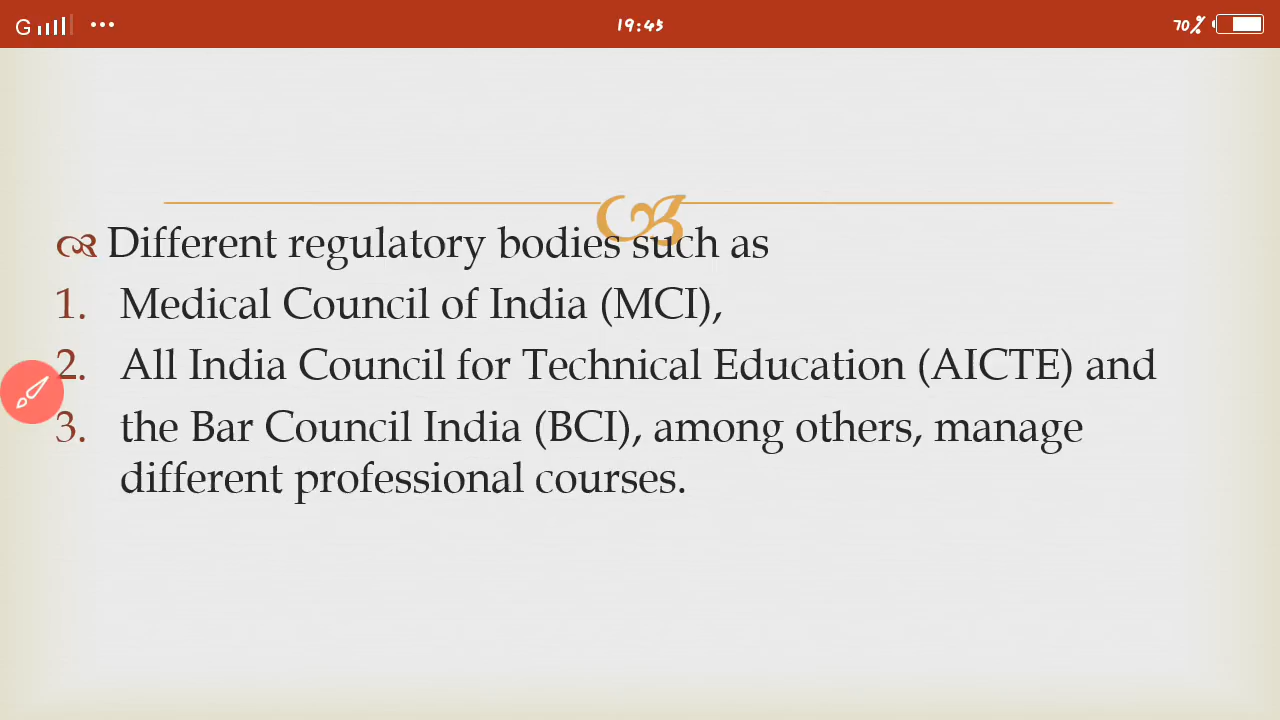 G 19:45 70%
Different regulatory bodies such as
1. Medical Council of India (MCI),
2. All India Council for Technical Education (AICTE) and
3. the Bar Council India (BCI), among others, manage
different professional courses.